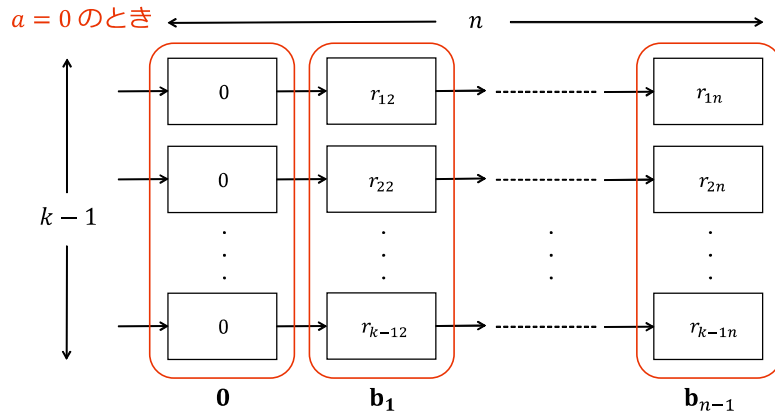 a = 0 のとき
n
0 r₁₂ r₁ₙ
0 r₂₂ r₂ₙ
k − 1
0 rₖ₋₁₂ rₖ₋₁ₙ
0 b₁ bₙ₋₁